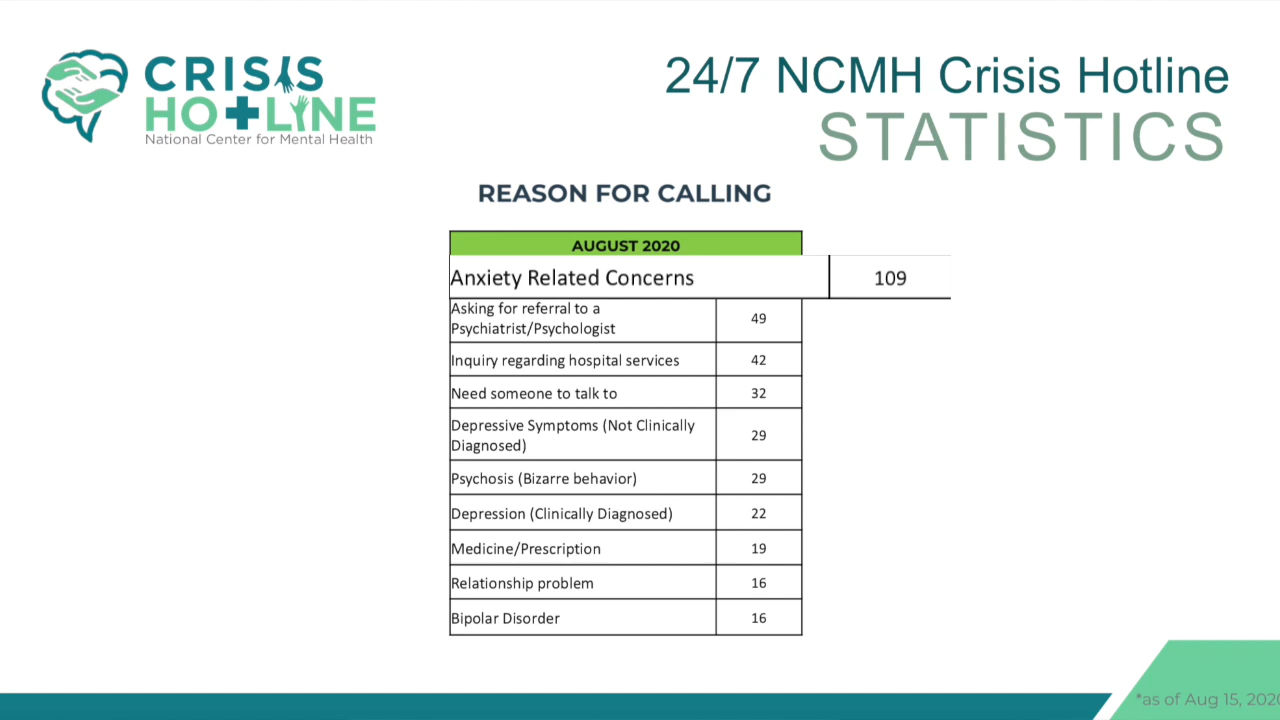 CRISIS
HOTLINE
National Center for Mental Health
24/7 NCMH Crisis Hotline
STATISTICS
REASON FOR CALLING
AUGUST 2020
Anxiety Related Concerns 109
Asking for referral to a
Psychiatrist/Psychologist 49
Inquiry regarding hospital services 42
Need someone to talk to 32
Depressive Symptoms (Not Clinically
Diagnosed) 29
Psychosis (Bizarre behavior) 29
Depression (Clinically Diagnosed) 22
Medicine/Prescription 19
Relationship problem 16
Bipolar Disorder 16
*as of Aug 15, 2020